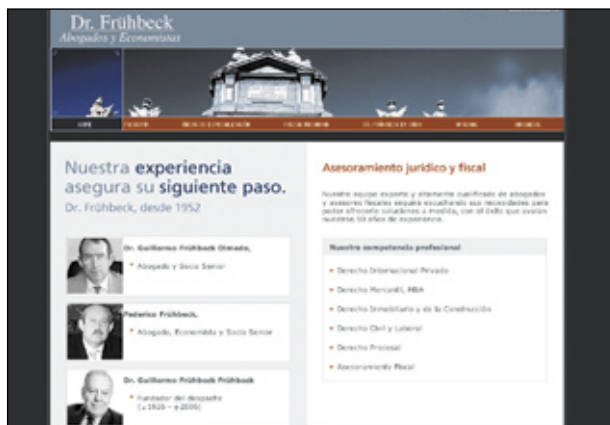 Dr. Frühbeck
Abogados y Economistas
HOME
Nuestra experiencia
asegura su siguiente paso.
Dr. Frühbeck, desde 1952
Dr. Guillermo Frühbeck Olmedo,
Abogado y Socio Senior
Federico Frühbeck,
Abogado, Economista y Socio Senior
Dr. Guillermo Frühbeck Frühbeck
Fundador del despacho
Asesoramiento jurídico y fiscal
Nuestro equipo experto y altamente cualificado de abogados
y asesores fiscales seguirá escuchando sus necesidades para
poder ofrecerle soluciones a medida, con el éxito que avalan
nuestros 50 años de experiencia.
Nuestra competencia profesional
Derecho Internacional Privado
Derecho Mercantil, M&A
Derecho Inmobiliario y de la Construcción
Derecho Civil y Laboral
Derecho Procesal
Asesoramiento Fiscal